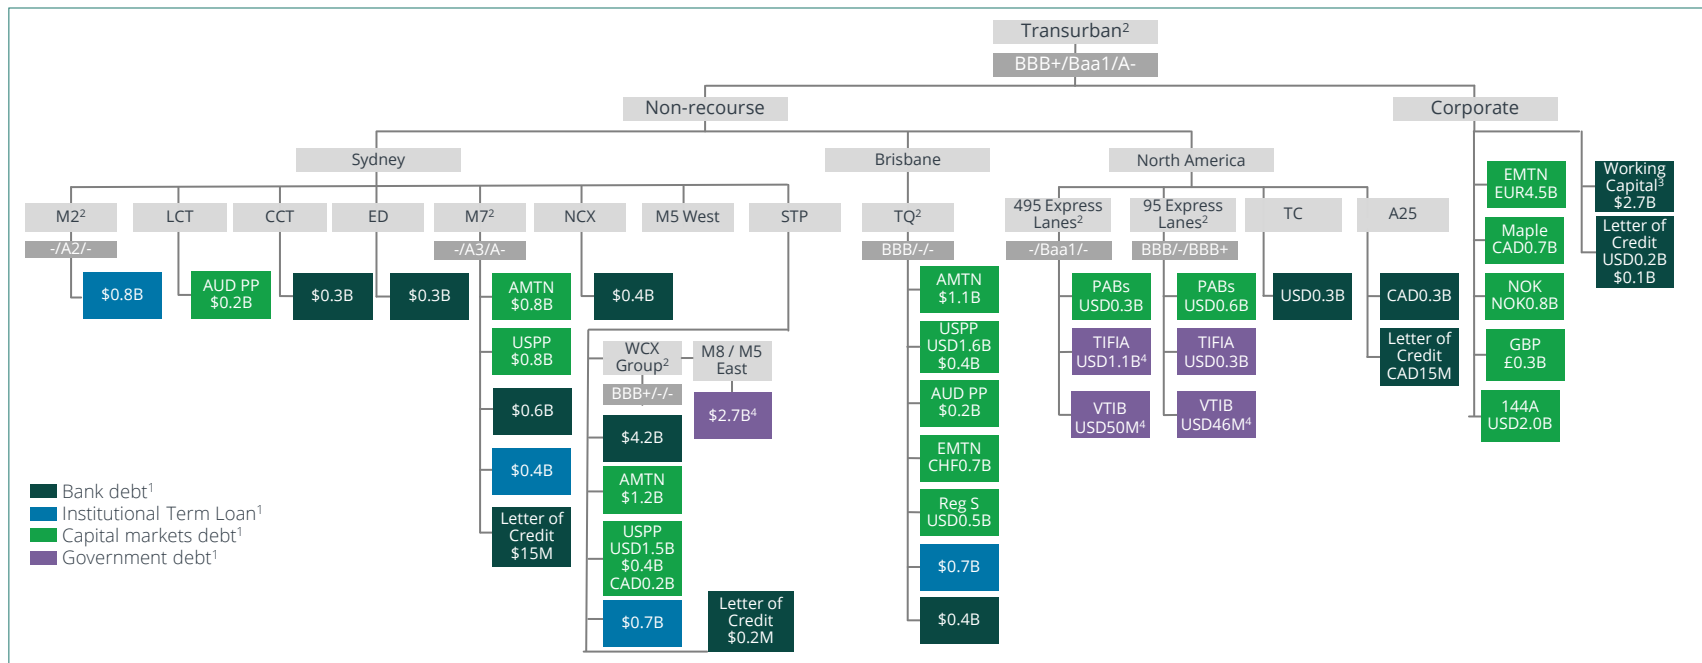 Transurban²
BBB+/Baa1/A-
Non-recourse
Corporate
Sydney
Brisbane
North America
M2²
-/A2/-
$0.8B
LCT
AUD PP
$0.2B
CCT
$0.3B
ED
$0.3B
M7²
-/A3/A-
AMTN
$0.8B
USPP
$0.8B
$0.6B
$0.4B
Letter of
Credit
$15M
NCX
$0.4B
M5 West
STP
WCX
Group²
BBB+/-/-
$4.2B
AMTN
$1.2B
USPP
USD1.5B
$0.4B
CAD0.2B
$0.7B
M8 / M5
East
$2.7B⁴
Letter of
Credit
$0.2M
TQ²
BBB/-/-
AMTN
$1.1B
USPP
USD1.6B
$0.4B
AUD PP
$0.2B
EMTN
CHF0.7B
Reg S
USD0.5B
$0.7B
$0.4B
495 Express
Lanes²
-/Baa1/-
PABs
USD0.3B
TIFIA
USD1.1B⁴
VTIB
USD50M⁴
95 Express
Lanes²
BBB/-/BBB+
PABs
USD0.6B
TIFIA
USD0.3B
VTIB
USD46M⁴
TC
USD0.3B
A25
CAD0.3B
Letter of
Credit
CAD15M
EMTN
EUR4.5B
Maple
CAD0.7B
NOK
NOK0.8B
GBP
£0.3B
144A
USD2.0B
Working
Capital³
$2.7B
Letter of
Credit
USD0.2B
$0.1B
Bank debt¹
Institutional Term Loan¹
Capital markets debt¹
Government debt¹